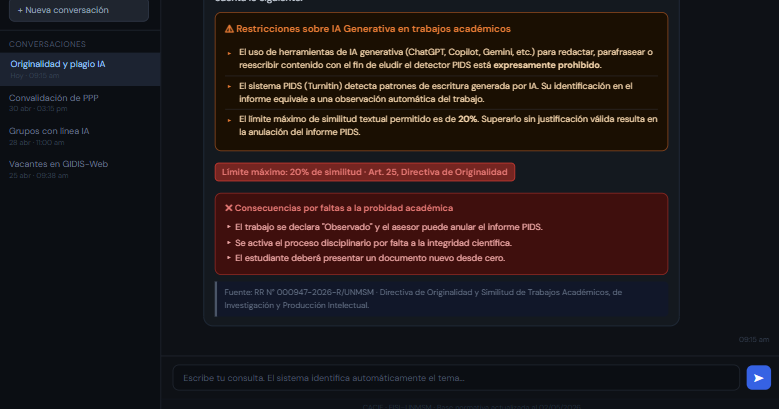 + Nueva conversación
CONVERSACIONES
Originalidad y plagio IA
Hoy · 09:15 am
Convalidación de PPP
30 abr · 03:15 pm
Grupos con línea IA
28 abr · 11:00 am
Vacantes en GIDIS-Web
25 abr · 09:38 am
⚠ Restricciones sobre IA Generativa en trabajos académicos
▸ El uso de herramientas de IA generativa (ChatGPT, Copilot, Gemini, etc.) para redactar, parafrasear o
reescribir contenido con el fin de eludir el detector PIDS está expresamente prohibido.
▸ El sistema PIDS (Turnitin) detecta patrones de escritura generada por IA. Su identificación en el
informe equivale a una observación automática del trabajo.
▸ El límite máximo de similitud textual permitido es de 20%. Superarlo sin justificación válida resulta en
la anulación del informe PIDS.
Límite máximo: 20% de similitud · Art. 25, Directiva de Originalidad
❌ Consecuencias por faltas a la probidad académica
▸ El trabajo se declara "Observado" y el asesor puede anular el informe PIDS.
▸ Se activa el proceso disciplinario por falta a la integridad científica.
▸ El estudiante deberá presentar un documento nuevo desde cero.
Fuente: RR N° 000947-2026-R/UNMSM · Directiva de Originalidad y Similitud de Trabajos Académicos, de
Investigación y Producción Intelectual.
09:15 am
Escribe tu consulta. El sistema identifica automáticamente el tema...